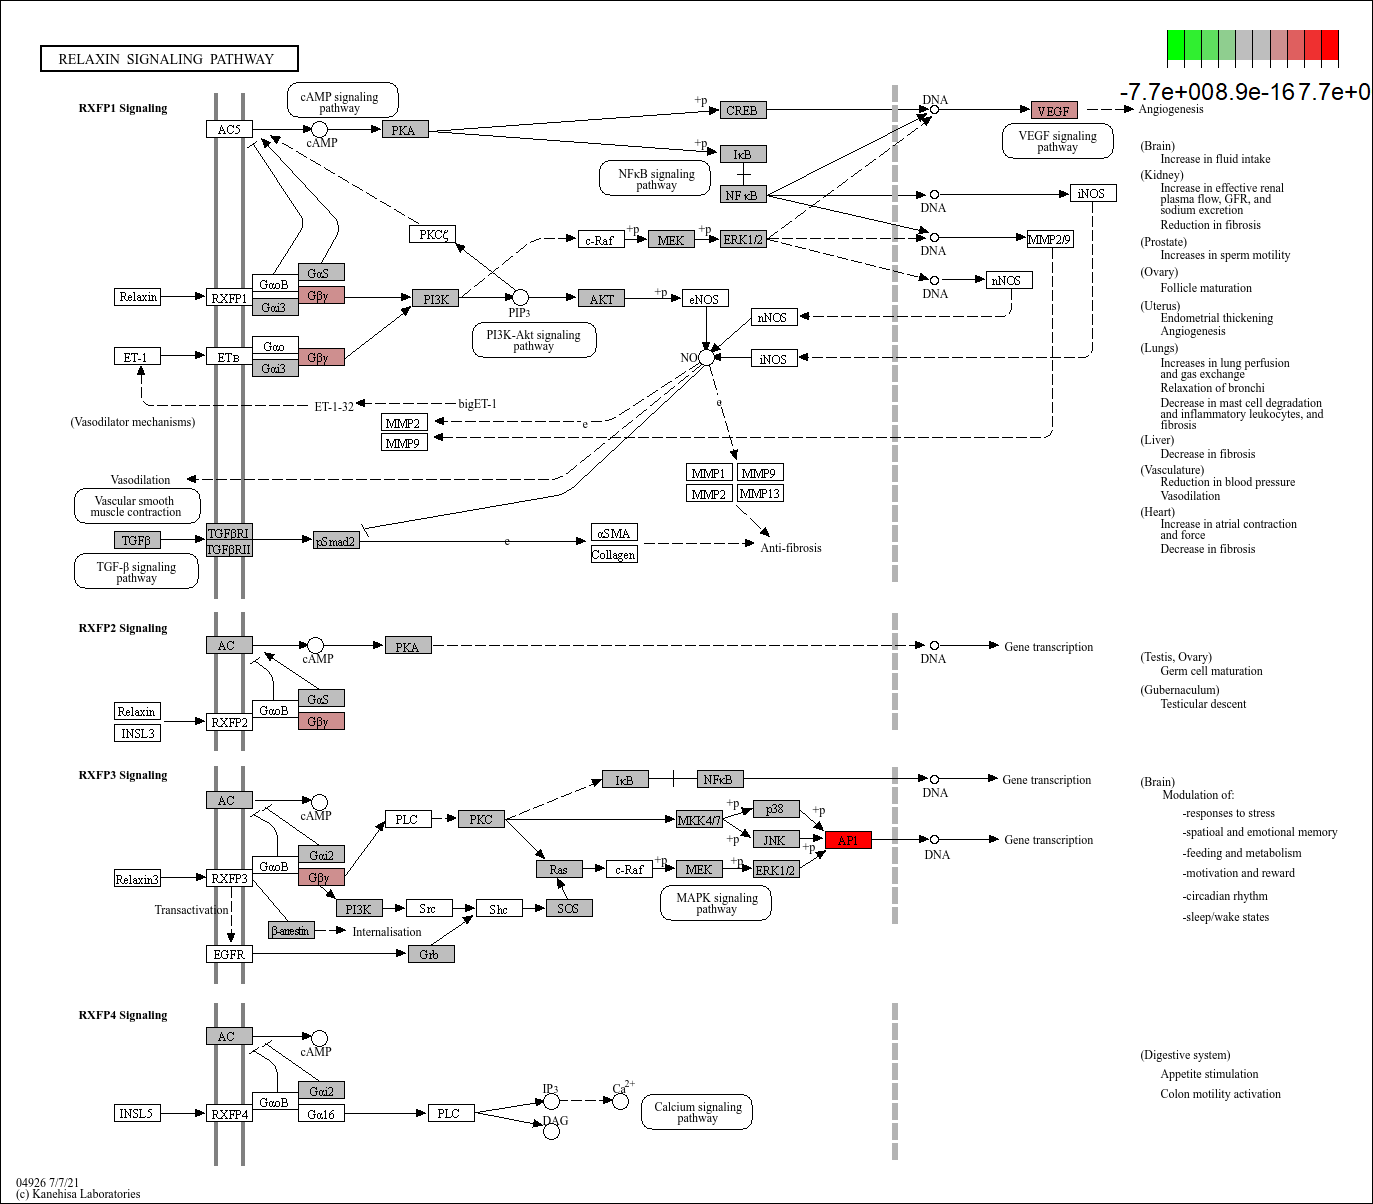 RELAXIN SIGNALING PATHWAY
-7.7e+008.9e-167.7e+0
RXFP1 Signaling
cAMP signaling
pathway
AC5
cAMP
PKA
+p
CREB
DNA
VEGF
Angiogenesis
VEGF signaling
pathway
+p
IκB
NFκB signaling
pathway
NFκB
DNA
iNOS
PKCζ
c-Raf
+p
MEK
+p
ERK1/2
DNA
MMP2/9
GαoB
GαS
Gαi3
Gβγ
Relaxin
RXFP1
PI3K
PIP3
AKT
+p
eNOS
DNA
nNOS
nNOS
PI3K-Akt signaling
pathway
ET-1
ETB
Gαo
Gαi3
Gβγ
NO
iNOS
ET-1-32
bigET-1
(Vasodilator mechanisms)
MMP2
MMP9
e
e
MMP1
MMP9
MMP2
MMP13
Vasodilation
Vascular smooth
muscle contraction
TGFβ
TGFβRI
TGFβRII
pSmad2
e
αSMA
Collagen
Anti-fibrosis
TGF-β signaling
pathway
(Brain)
Increase in fluid intake
(Kidney)
Increase in effective renal
plasma flow, GFR, and
sodium excretion
Reduction in fibrosis
(Prostate)
Increases in sperm motility
(Ovary)
Follicle maturation
(Uterus)
Endometrial thickening
Angiogenesis
(Lungs)
Increases in lung perfusion
and gas exchange
Relaxation of bronchi
Decrease in mast cell degradation
and inflammatory leukocytes, and
fibrosis
(Liver)
Decrease in fibrosis
(Vasculature)
Reduction in blood pressure
Vasodilation
(Heart)
Increase in atrial contraction
and force
Decrease in fibrosis
RXFP2 Signaling
AC
cAMP
PKA
DNA
Gene transcription
GαoB
GαS
Gβγ
Relaxin
INSL3
RXFP2
(Testis, Ovary)
Germ cell maturation
(Gubernaculum)
Testicular descent
RXFP3 Signaling
AC
cAMP
IκB
NFκB
DNA
Gene transcription
PLC
PKC
MKK4/7
+p
+p
p38
JNK
+p
+p
AP1
DNA
Gene transcription
GαoB
Gαi2
Gβγ
Relaxin3
RXFP3
Ras
c-Raf
+p
MEK
+p
ERK1/2
MAPK signaling
pathway
Transactivation
PI3K
Src
Shc
SOS
β-arrestin
Internalisation
EGFR
Grb
(Brain)
Modulation of:
-responses to stress
-spatioal and emotional memory
-feeding and metabolism
-motivation and reward
-circadian rhythm
-sleep/wake states
RXFP4 Signaling
AC
cAMP
GαoB
Gαi2
Gα16
INSL5
RXFP4
PLC
IP3
DAG
Ca2+
Calcium signaling
pathway
(Digestive system)
Appetite stimulation
Colon motility activation
04926 7/7/21
(c) Kanehisa Laboratories